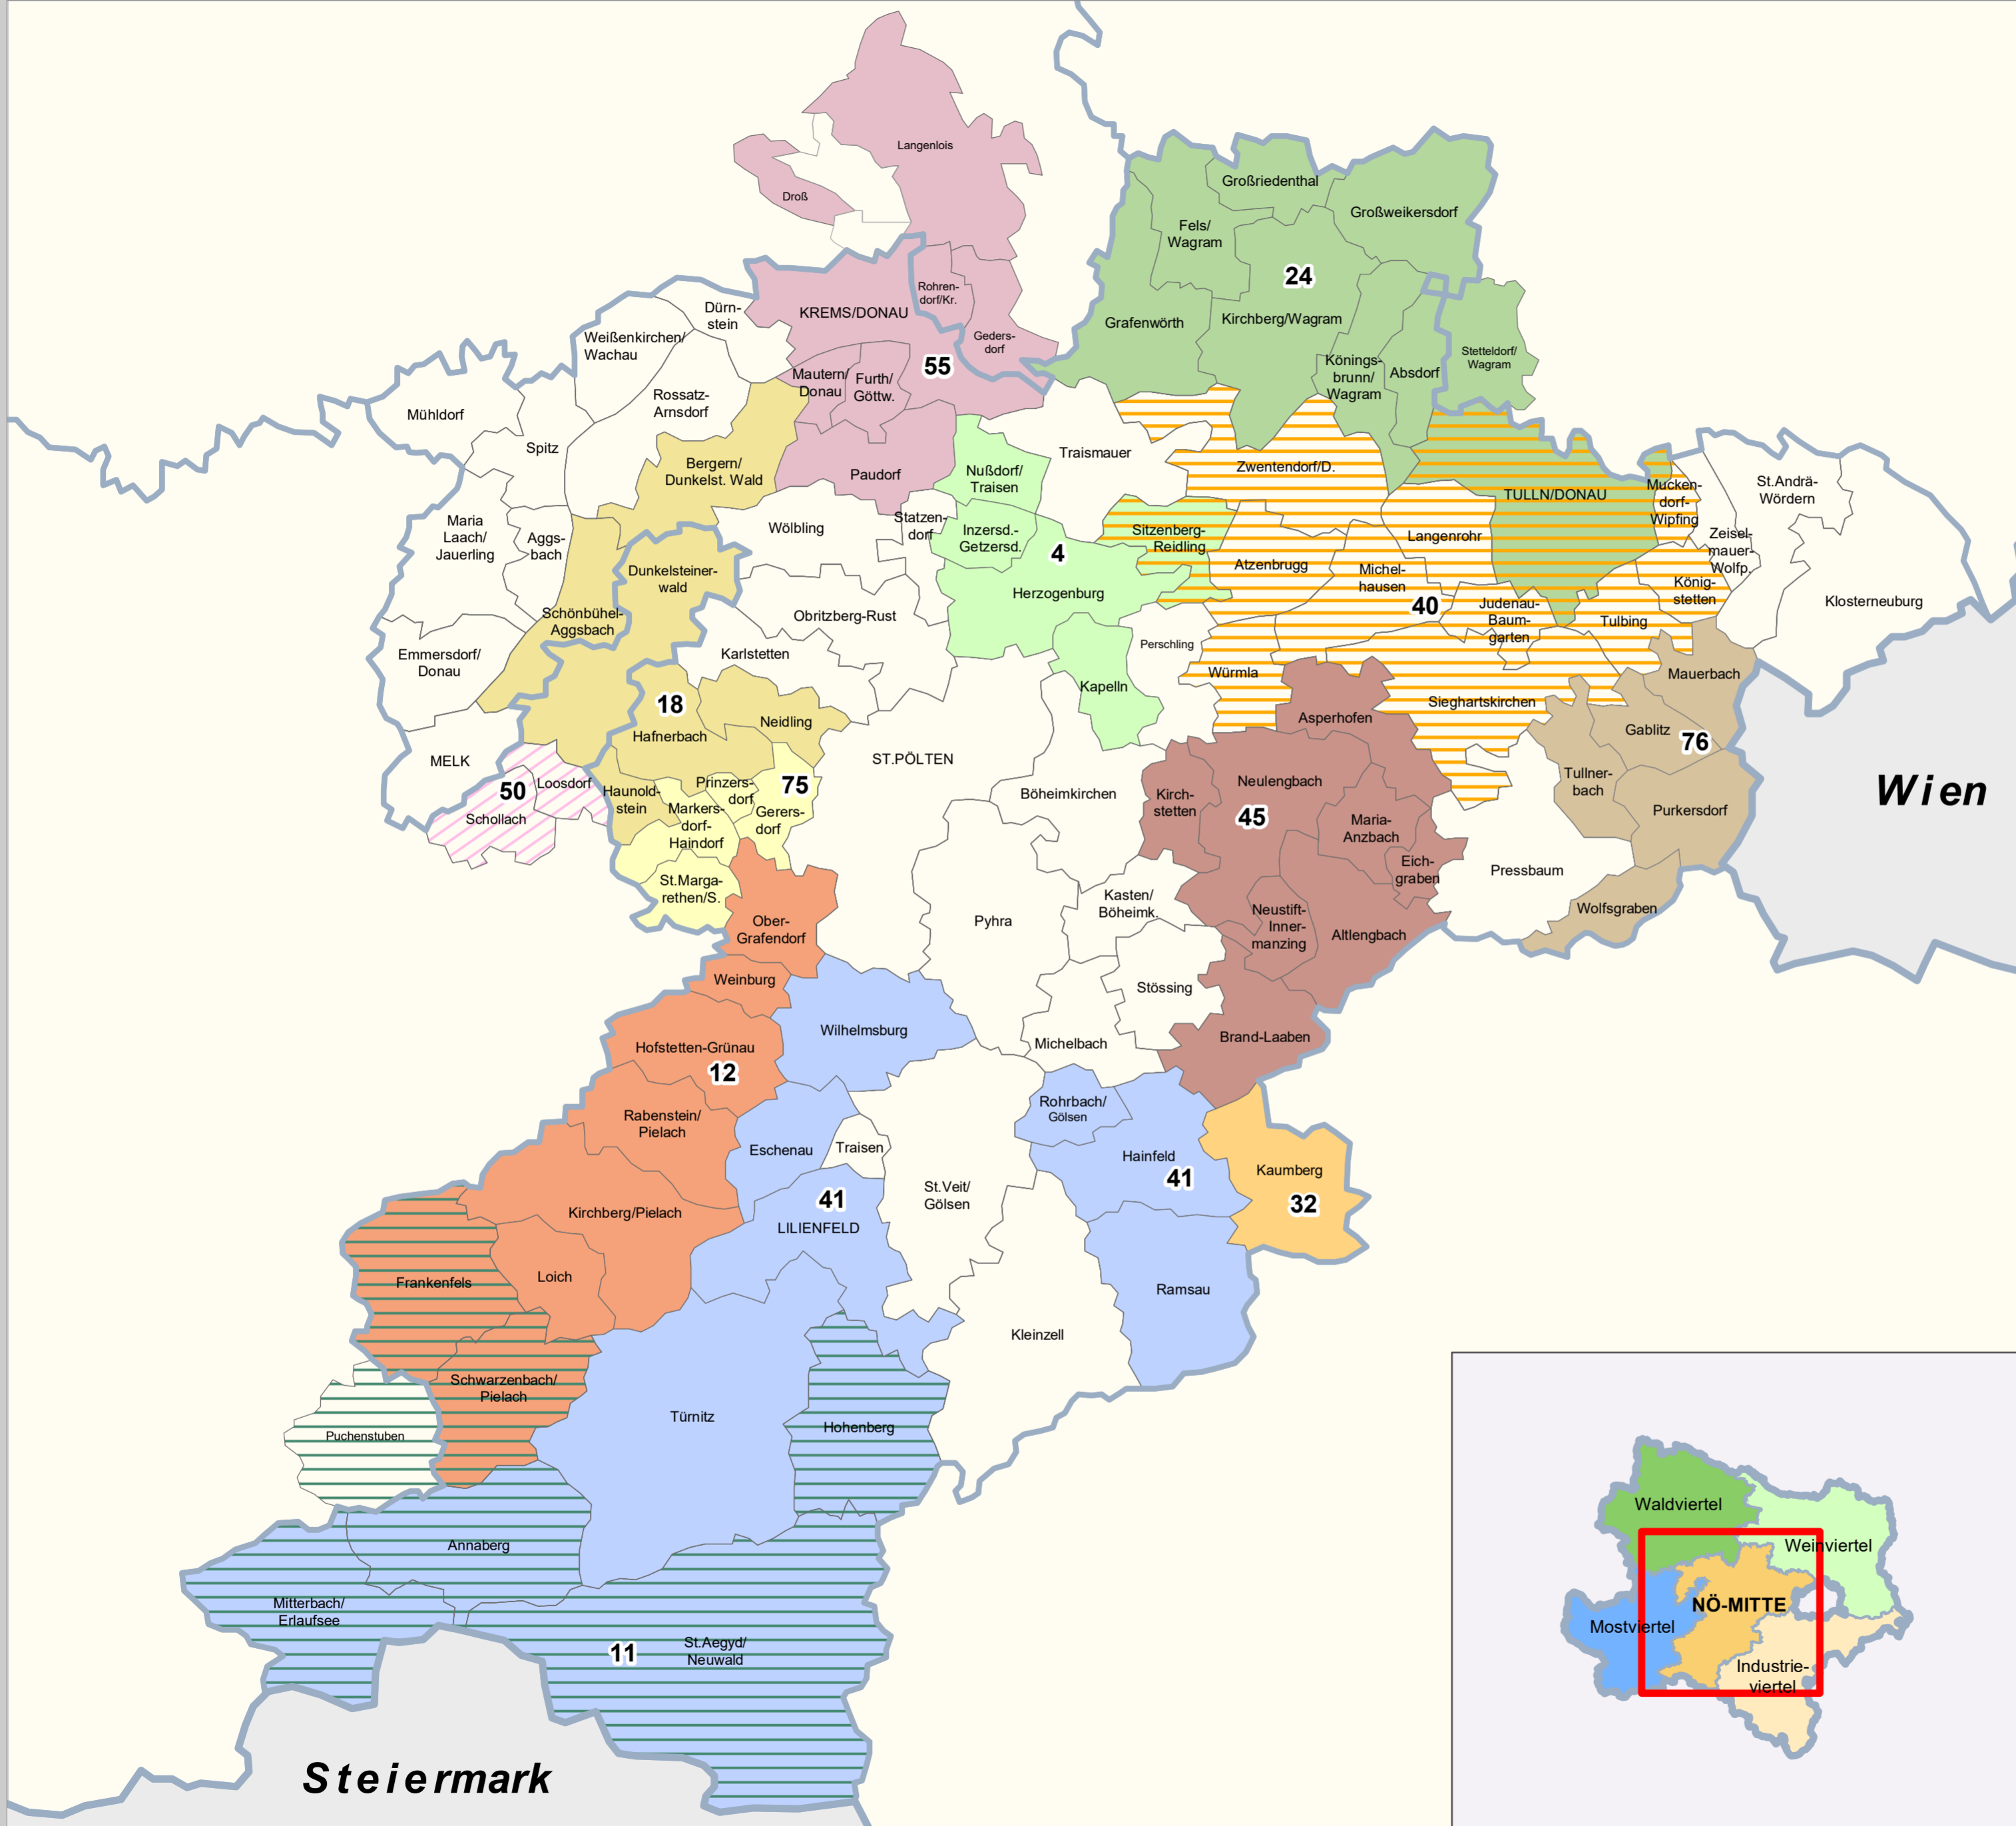 Langenlois
Droß
Großriedenthal
Großweikersdorf
Fels/
Wagram
24
Rohren-
dorf/Kr.
KREMS/DONAU
Dürn-
stein
Kirchberg/Wagram
Grafenwörth
Geders-
dorf
Weißenkirchen/
Wachau
Stetteldorf/
Wagram
55
Königs-
brunn/
Wagram
Absdorf
Mautern/
Donau
Furth/
Göttw.
Rossatz-
Arnsdorf
Mühldorf
Spitz
Traismauer
Zwentendorf/D.
Bergern/
Dunkelst. Wald
Paudorf
Nußdorf/
Traisen
TULLN/DONAU
Mucken-
dorf-
Wipfing
St.Andrä-
Wördern
Maria
Laach/
Jauerling
Aggs-
bach
Wölbling
Statzen-
dorf
Inzersd.-
Getzersd.
4
Sitzenberg-
Reidling
Langenrohr
Zeisel-
mauer-
Wolfp.
Dunkelsteiner-
wald
Herzogenburg
Atzenbrugg
Michel-
hausen
40
König-
stetten
Klosterneuburg
Schönbühel-
Aggsbach
Obritzberg-Rust
Judenau-
Baum-
garten
Tulbing
Emmersdorf/
Donau
Karlstetten
Perschling
Würmla
Mauerbach
Kapelln
18
Sieghartskirchen
Neidling
Hafnerbach
Asperhofen
Gablitz
76
MELK
ST.PÖLTEN
50
Loosdorf
Schollach
Haunold-
stein
Prinzers-
dorf
75
Markers-
dorf-
Haindorf
Gerers-
dorf
Böheimkirchen
Kirch-
stetten
Neulengbach
45
Tullner-
bach
Purkersdorf
Wien
Maria-
Anzbach
Eich-
graben
Pressbaum
St.Marga-
rethen/S.
Ober-
Grafendorf
Pyhra
Kasten/
Böheimk.
Neustift-
Inner-
manzing
Altlengbach
Wolfsgraben
Weinburg
Stössing
Wilhelmsburg
Michelbach
Brand-Laaben
Hofstetten-Grünau
12
Rabenstein/
Pielach
Rohrbach/
Gölsen
Eschenau
Traisen
Hainfeld
41
Kaumberg
32
St.Veit/
Gölsen
41
LILIENFELD
Kirchberg/Pielach
Frankenfels
Loich
Ramsau
Kleinzell
Schwarzenbach/
Pielach
Türnitz
Hohenberg
Puchenstuben
Annaberg
Mitterbach/
Erlaufsee
11
St.Aegyd/
Neuwald
Steiermark
Waldviertel
Weinviertel
NÖ-MITTE
Mostviertel
Industrie-
viertel